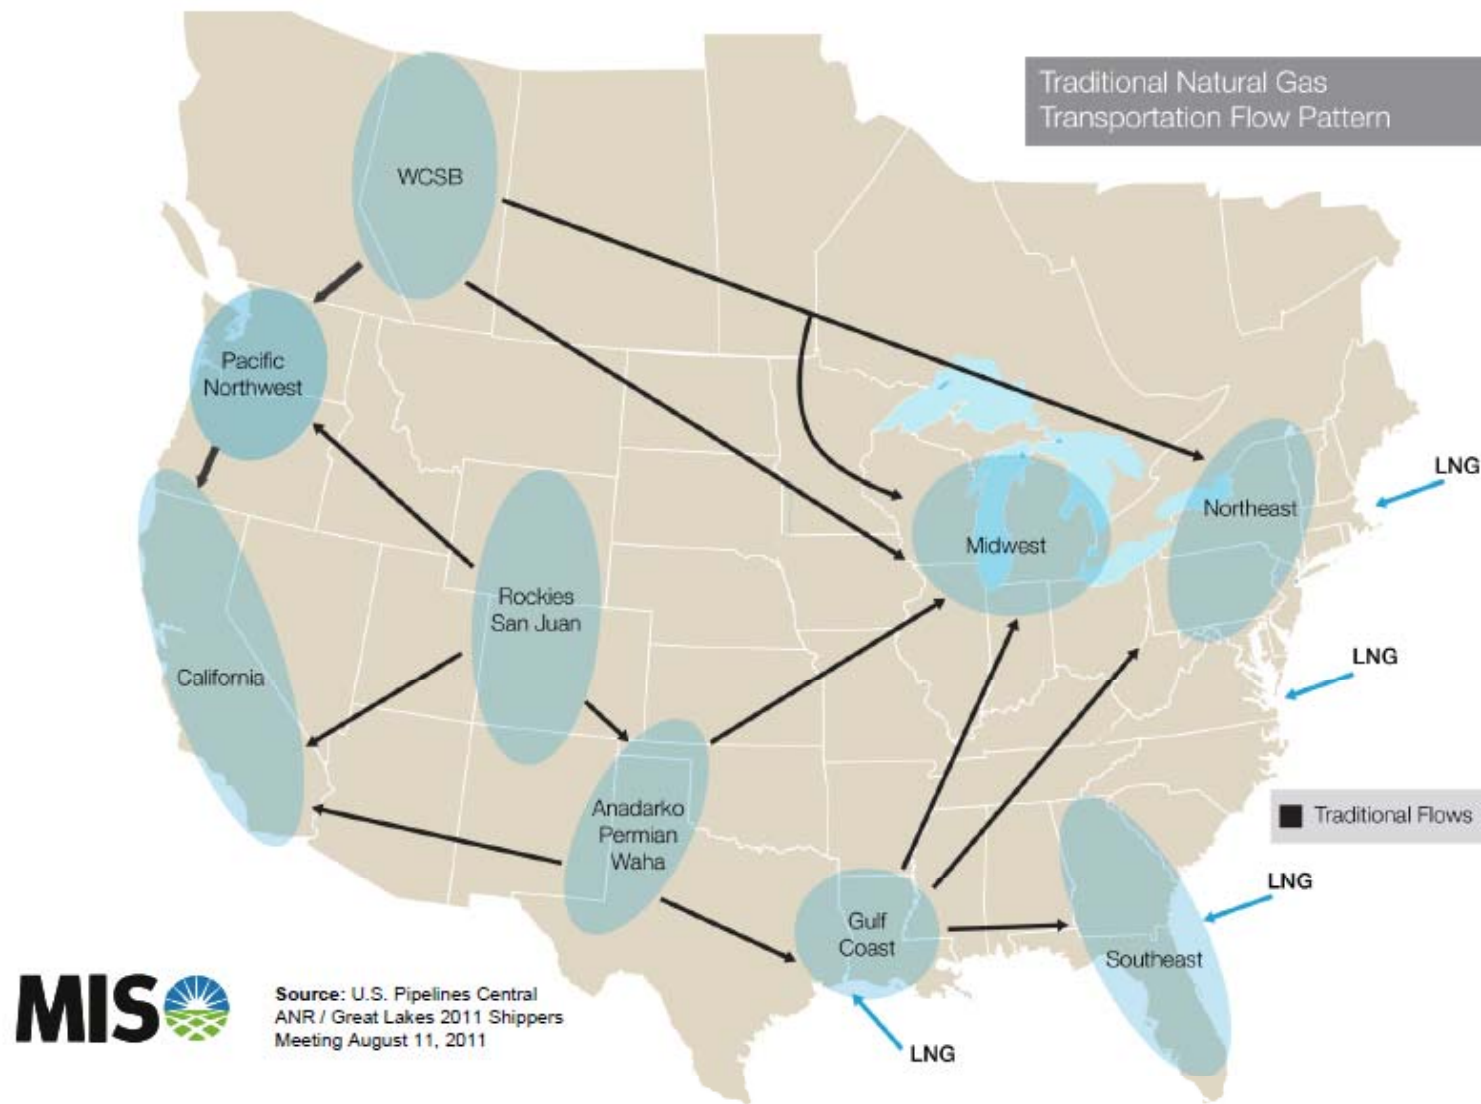 Traditional Natural Gas
Transportation Flow Pattern
WCSB
Pacific
Northwest
LNG
Northeast
Midwest
Rockies
San Juan
LNG
California
Anadarko
Permian
Waha
Traditional Flows
LNG
Gulf
Coast
Southeast
LNG
MISO
Source: U.S. Pipelines Central
ANR / Great Lakes 2011 Shippers
Meeting August 11, 2011